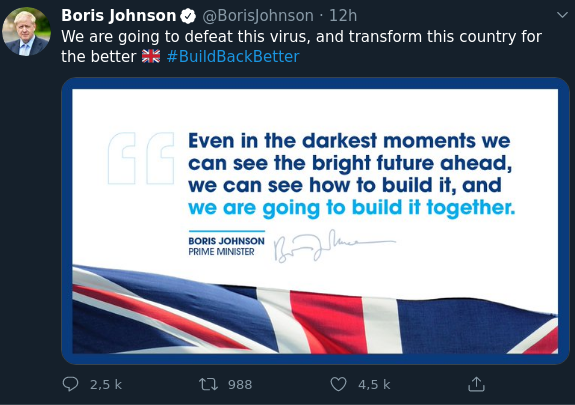 Boris Johnson @BorisJohnson · 12h
We are going to defeat this virus, and transform this country for
the better 🇬🇧 #BuildBackBetter
Even in the darkest moments we
can see the bright future ahead,
we can see how to build it, and
we are going to build it together.
BORIS JOHNSON
PRIME MINISTER
2,5 k 988 4,5 k